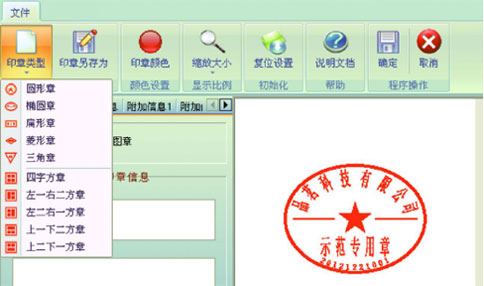 文件
印章类型
印章另存为
印章颜色
缩放大小
复位设置
说明文档
确定
取消
颜色设置
显示比例
初始化
帮助
程序操作
圆形章
椭圆章
扁形章
菱形章
三角章
四字方章
左一右二方章
左二右一方章
上一下二方章
上二下一方章
息
附加信息1
附加
图章
章信息
品茗科技有限公司
示范专用章
20121221001